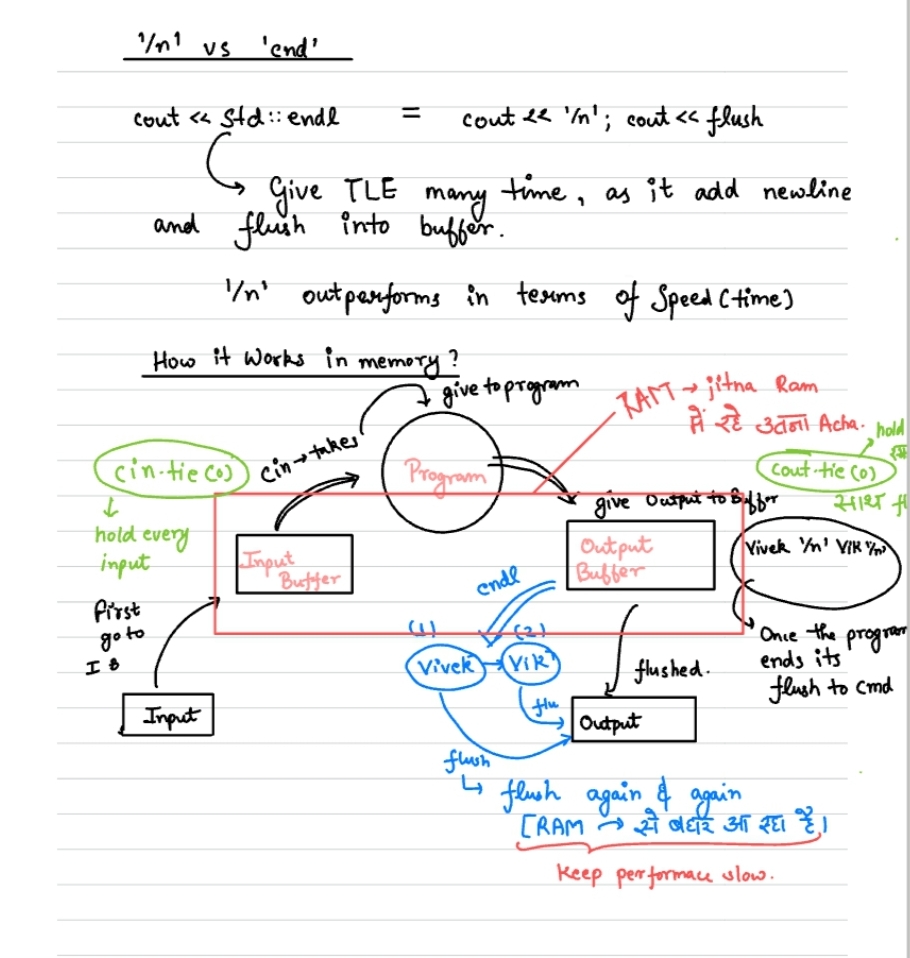 '/n' vs 'end'
cout << std::endl = cout << '/n'; cout << flush
Give TLE many time, as it add newline
and flush into buffer.
'/n' outperforms in terms of Speed (time)
How it Works in memory?
give to program
RAM → jitna Ram
में रहे उतना Acha.
hold
cin → takes
cin.tie(0)
Program
cout.tie(0)
साथ
hold every
input
give Output to Buffer
Input
Buffer
Output
Buffer
Vivek '/n' Vik '/n'
endl
First
go to
I B
(1) (2)
Vivek → Vik
flushed.
Once the program
ends its
flush to cmd
Input
flu
Output
flush
↳ flush again & again
[RAM → से बहार आ रहा है]
Keep performace slow.